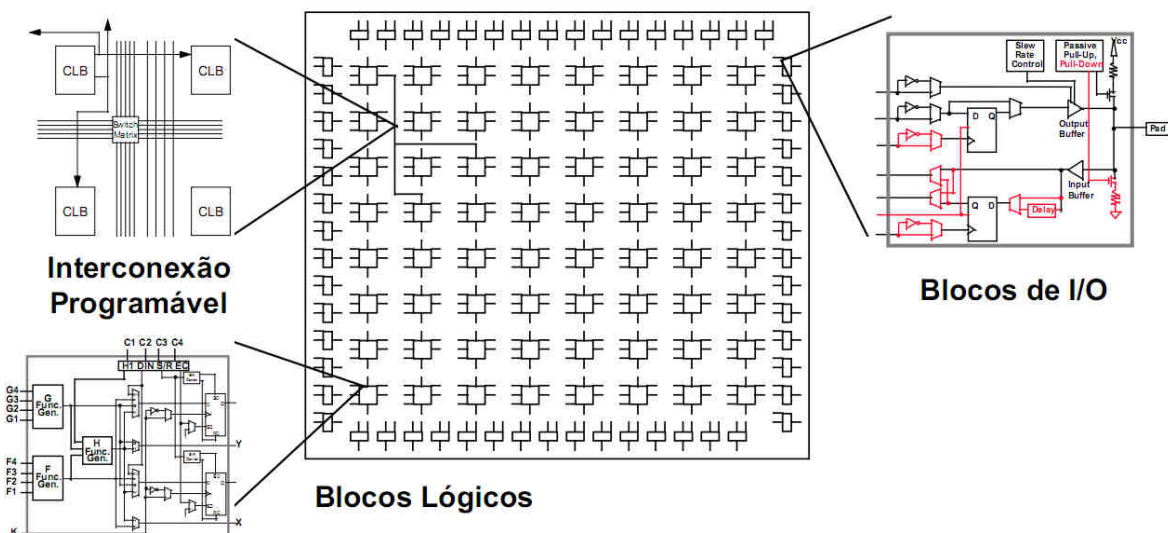 CLB
CLB
Switch
Matrix
CLB
CLB
Interconexão
Programável
Slew
Rate
Control
Passive
Pull-Up,
Pull-Down
Vcc
D Q
Output
Buffer
Pad
Input
Buffer
Q D
Delay
Blocos de I/O
C1 C2 C3 C4
H1 DIN S/R EC
G4
G3
G2
G1
G
Func.
Gen.
H
Func.
Gen.
F4
F3
F2
F1
F
Func.
Gen.
Y
X
K
Blocos Lógicos